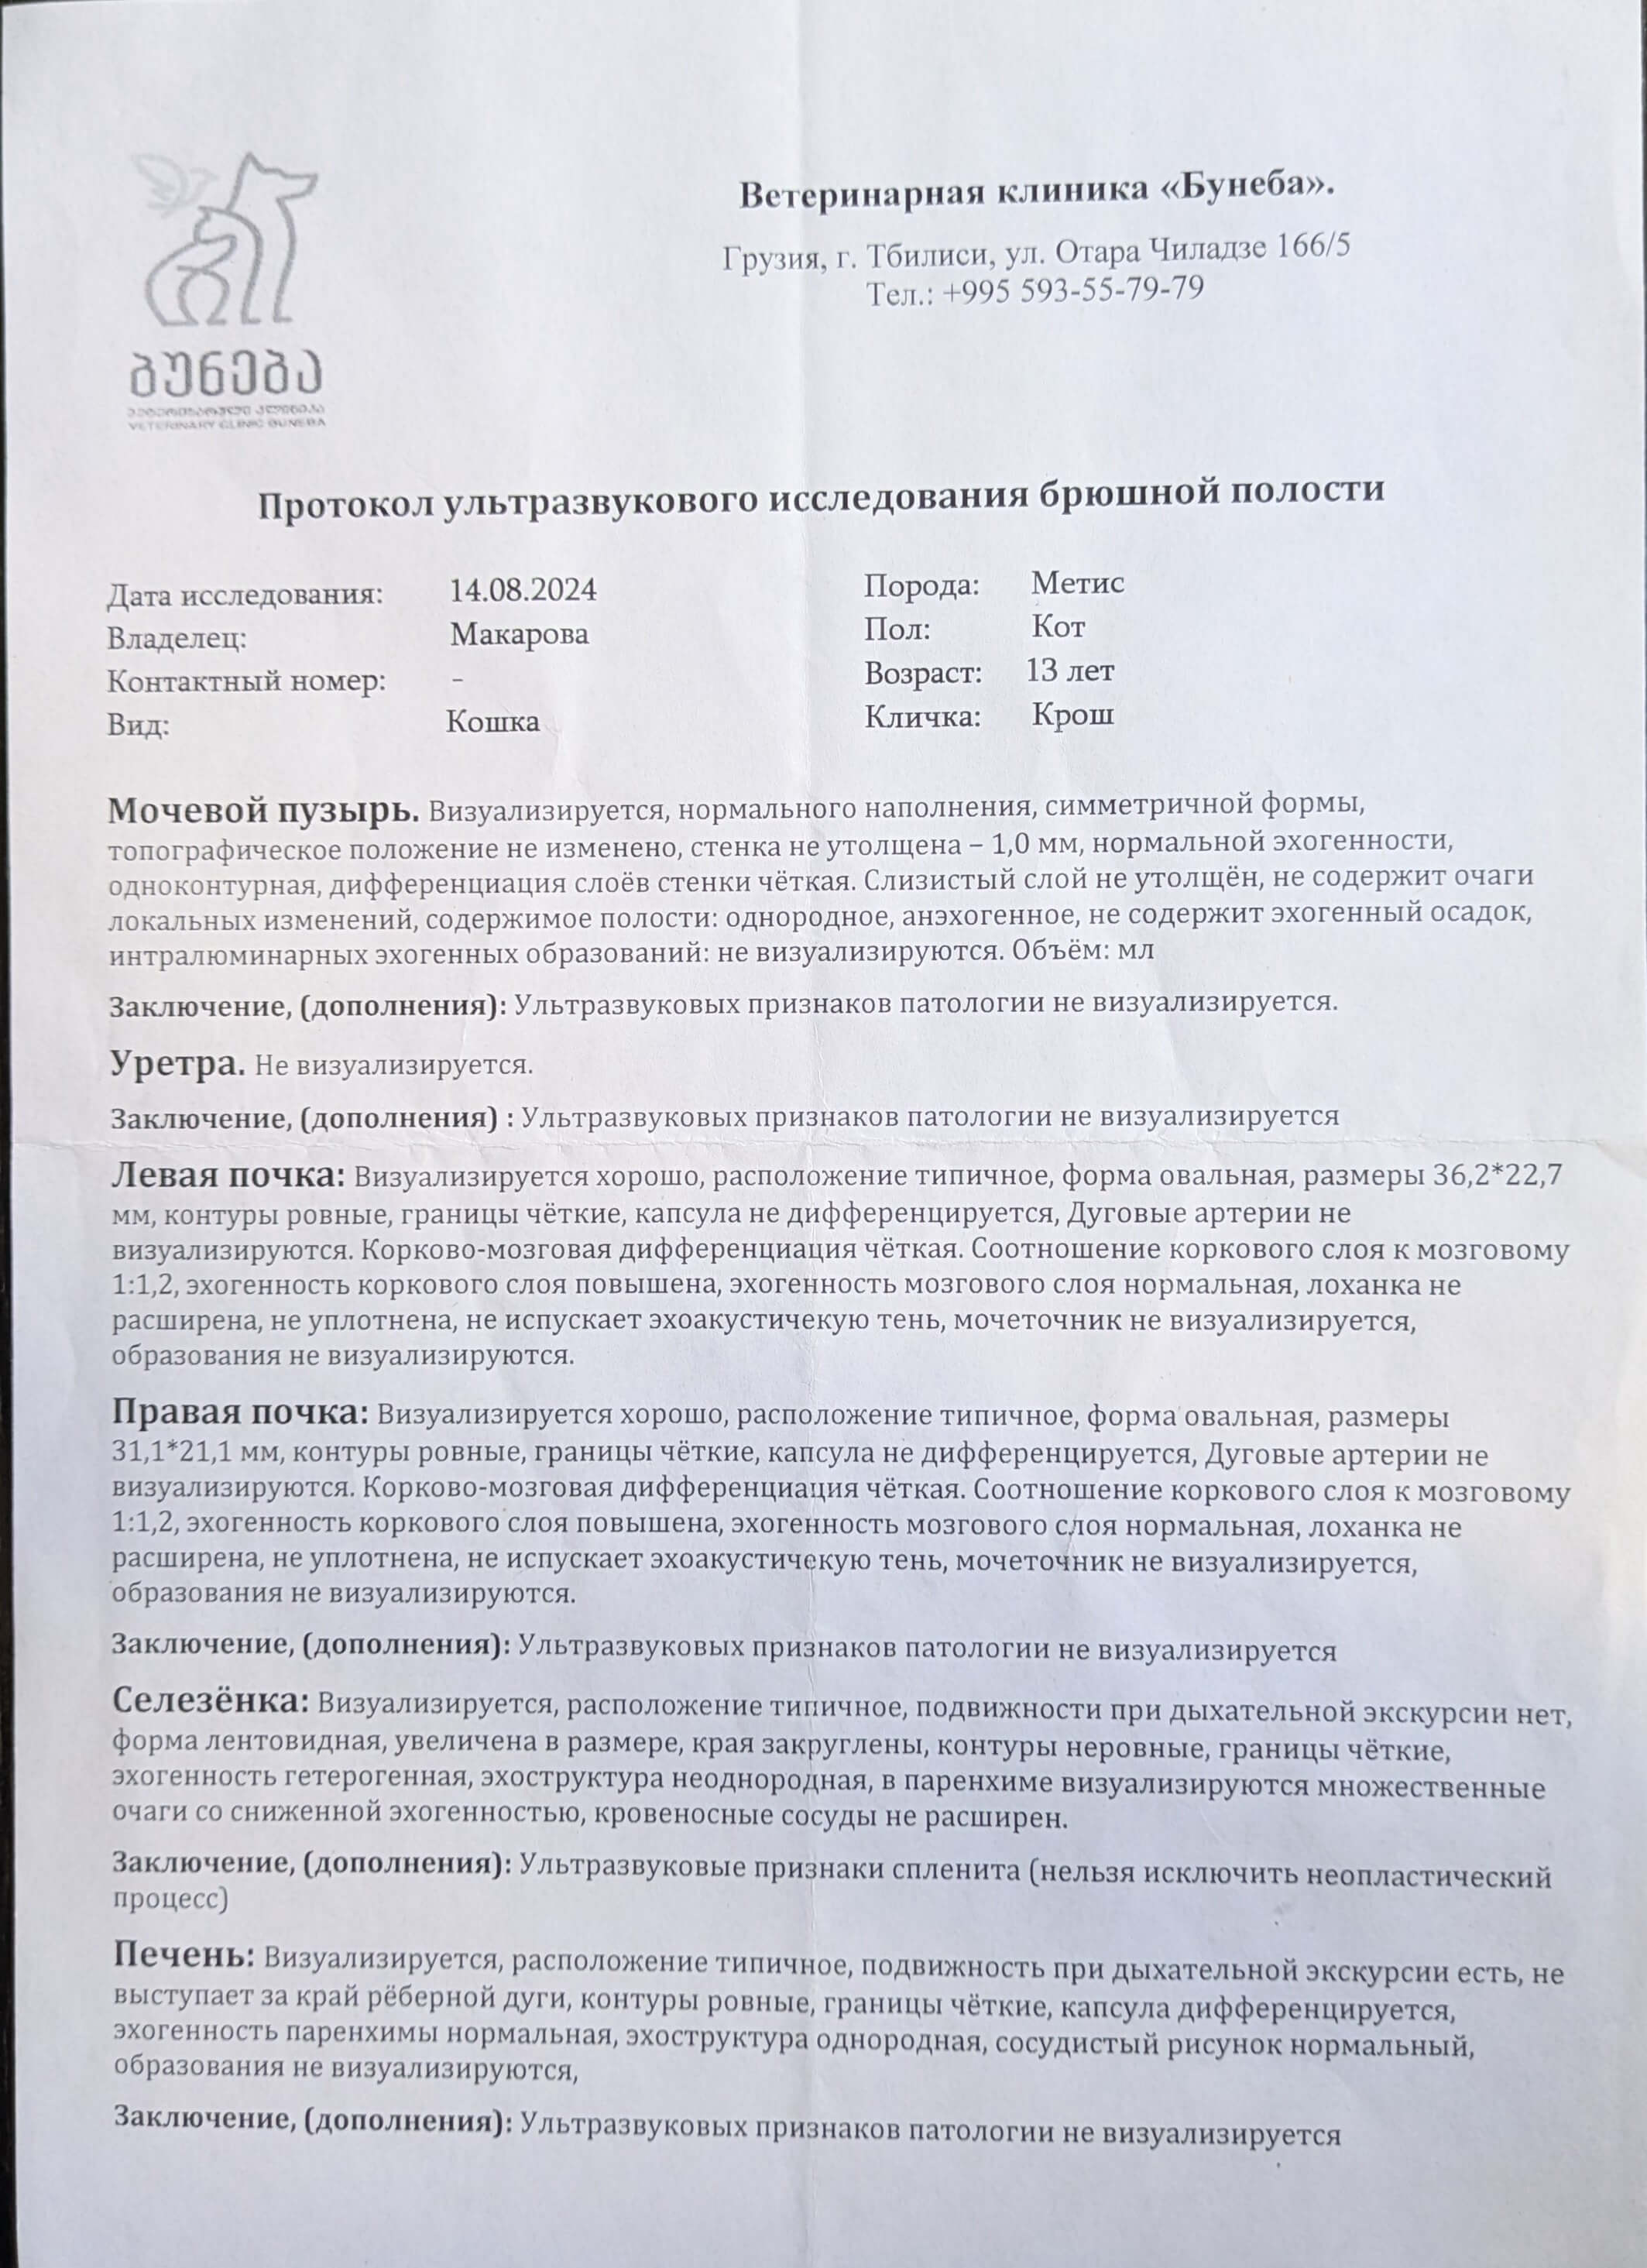 Ветеринарная клиника «Бунеба».
Грузия, г. Тбилиси, ул. Отара Чиладзе 166/5
Тел.: +995 593-55-79-79
ბუნება
ვეტერინარული კლინიკა
VETERINARY CLINIC BUNEBA
Протокол ультразвукового исследования брюшной полости
Дата исследования: 14.08.2024
Владелец: Макарова
Контактный номер: -
Вид: Кошка
Порода: Метис
Пол: Кот
Возраст: 13 лет
Кличка: Крош
Мочевой пузырь. Визуализируется, нормального наполнения, симметричной формы,
топографическое положение не изменено, стенка не утолщена – 1,0 мм, нормальной эхогенности,
одноконтурная, дифференциация слоёв стенки чёткая. Слизистый слой не утолщён, не содержит очаги
локальных изменений, содержимое полости: однородное, анэхогенное, не содержит эхогенный осадок,
интралюминарных эхогенных образований: не визуализируются. Объём: мл
Заключение, (дополнения): Ультразвуковых признаков патологии не визуализируется.
Уретра. Не визуализируется.
Заключение, (дополнения) : Ультразвуковых признаков патологии не визуализируется
Левая почка: Визуализируется хорошо, расположение типичное, форма овальная, размеры 36,2*22,7
мм, контуры ровные, границы чёткие, капсула не дифференцируется, Дуговые артерии не
визуализируются. Корково-мозговая дифференциация чёткая. Соотношение коркового слоя к мозговому
1:1,2, эхогенность коркового слоя повышена, эхогенность мозгового слоя нормальная, лоханка не
расширена, не уплотнена, не испускает эхоакустичекую тень, мочеточник не визуализируется,
образования не визуализируются.
Правая почка: Визуализируется хорошо, расположение типичное, форма овальная, размеры
31,1*21,1 мм, контуры ровные, границы чёткие, капсула не дифференцируется, Дуговые артерии не
визуализируются. Корково-мозговая дифференциация чёткая. Соотношение коркового слоя к мозговому
1:1,2, эхогенность коркового слоя повышена, эхогенность мозгового слоя нормальная, лоханка не
расширена, не уплотнена, не испускает эхоакустичекую тень, мочеточник не визуализируется,
образования не визуализируются.
Заключение, (дополнения): Ультразвуковых признаков патологии не визуализируется
Селезёнка: Визуализируется, расположение типичное, подвижности при дыхательной экскурсии нет,
форма лентовидная, увеличена в размере, края закруглены, контуры неровные, границы чёткие,
эхогенность гетерогенная, эхоструктура неоднородная, в паренхиме визуализируются множественные
очаги со сниженной эхогенностью, кровеносные сосуды не расширен.
Заключение, (дополнения): Ультразвуковые признаки спленита (нельзя исключить неопластический
процесс)
Печень: Визуализируется, расположение типичное, подвижность при дыхательной экскурсии есть, не
выступает за край рёберной дуги, контуры ровные, границы чёткие, капсула дифференцируется,
эхогенность паренхимы нормальная, эхоструктура однородная, сосудистый рисунок нормальный,
образования не визуализируются,
Заключение, (дополнения): Ультразвуковых признаков патологии не визуализируется